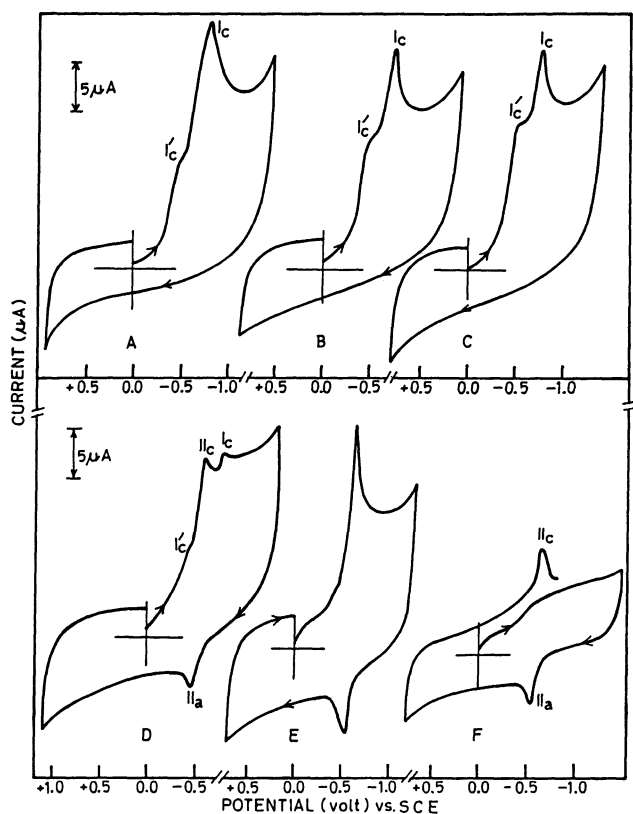 Ic
Ic
Ic
5μA
I'c
I'c
I'c
A
B
C
+0.5 0.0 -0.5 -1.0
+0.5 0.0 -0.5 -1.0
+0.5 0.0 -0.5 -1.0
CURRENT (μA)
5μA
IIc
Ic
I'c
IIc
IIa
IIa
D
E
F
+1.0 +0.5 0.0 -0.5
+0.5 0.0 -0.5
+0.5 0.0 -0.5 -1.0
POTENTIAL (volt) vs. SCE